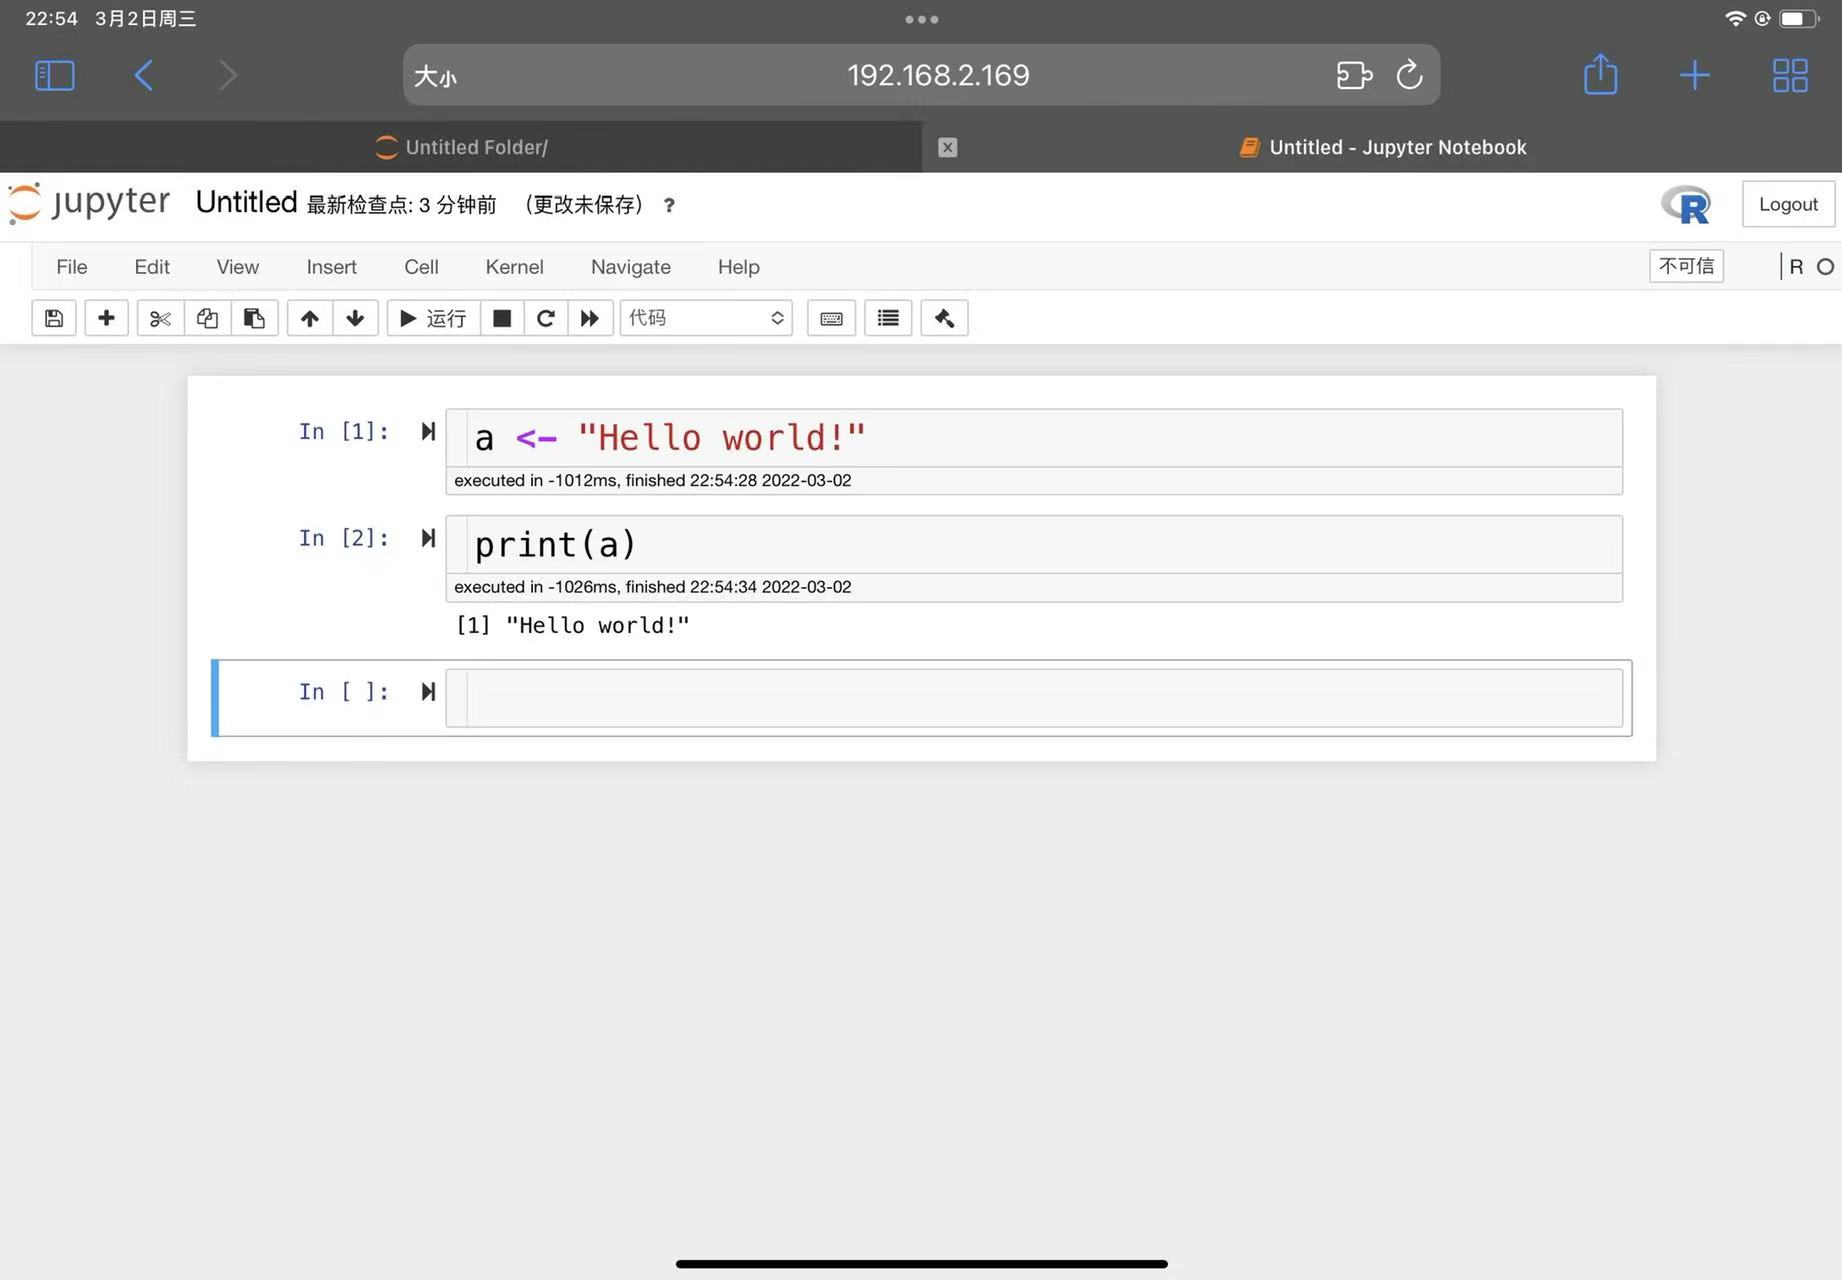 22:54 3月2日周三
大小 192.168.2.169
Untitled Folder/ Untitled - Jupyter Notebook
jupyter Untitled 最新检查点: 3 分钟前 (更改未保存) ? R Logout
File Edit View Insert Cell Kernel Navigate Help 不可信 R
运行 代码
In [1]: a <- "Hello world!"
executed in -1012ms, finished 22:54:28 2022-03-02
In [2]: print(a)
executed in -1026ms, finished 22:54:34 2022-03-02
[1] "Hello world!"
In [ ]: